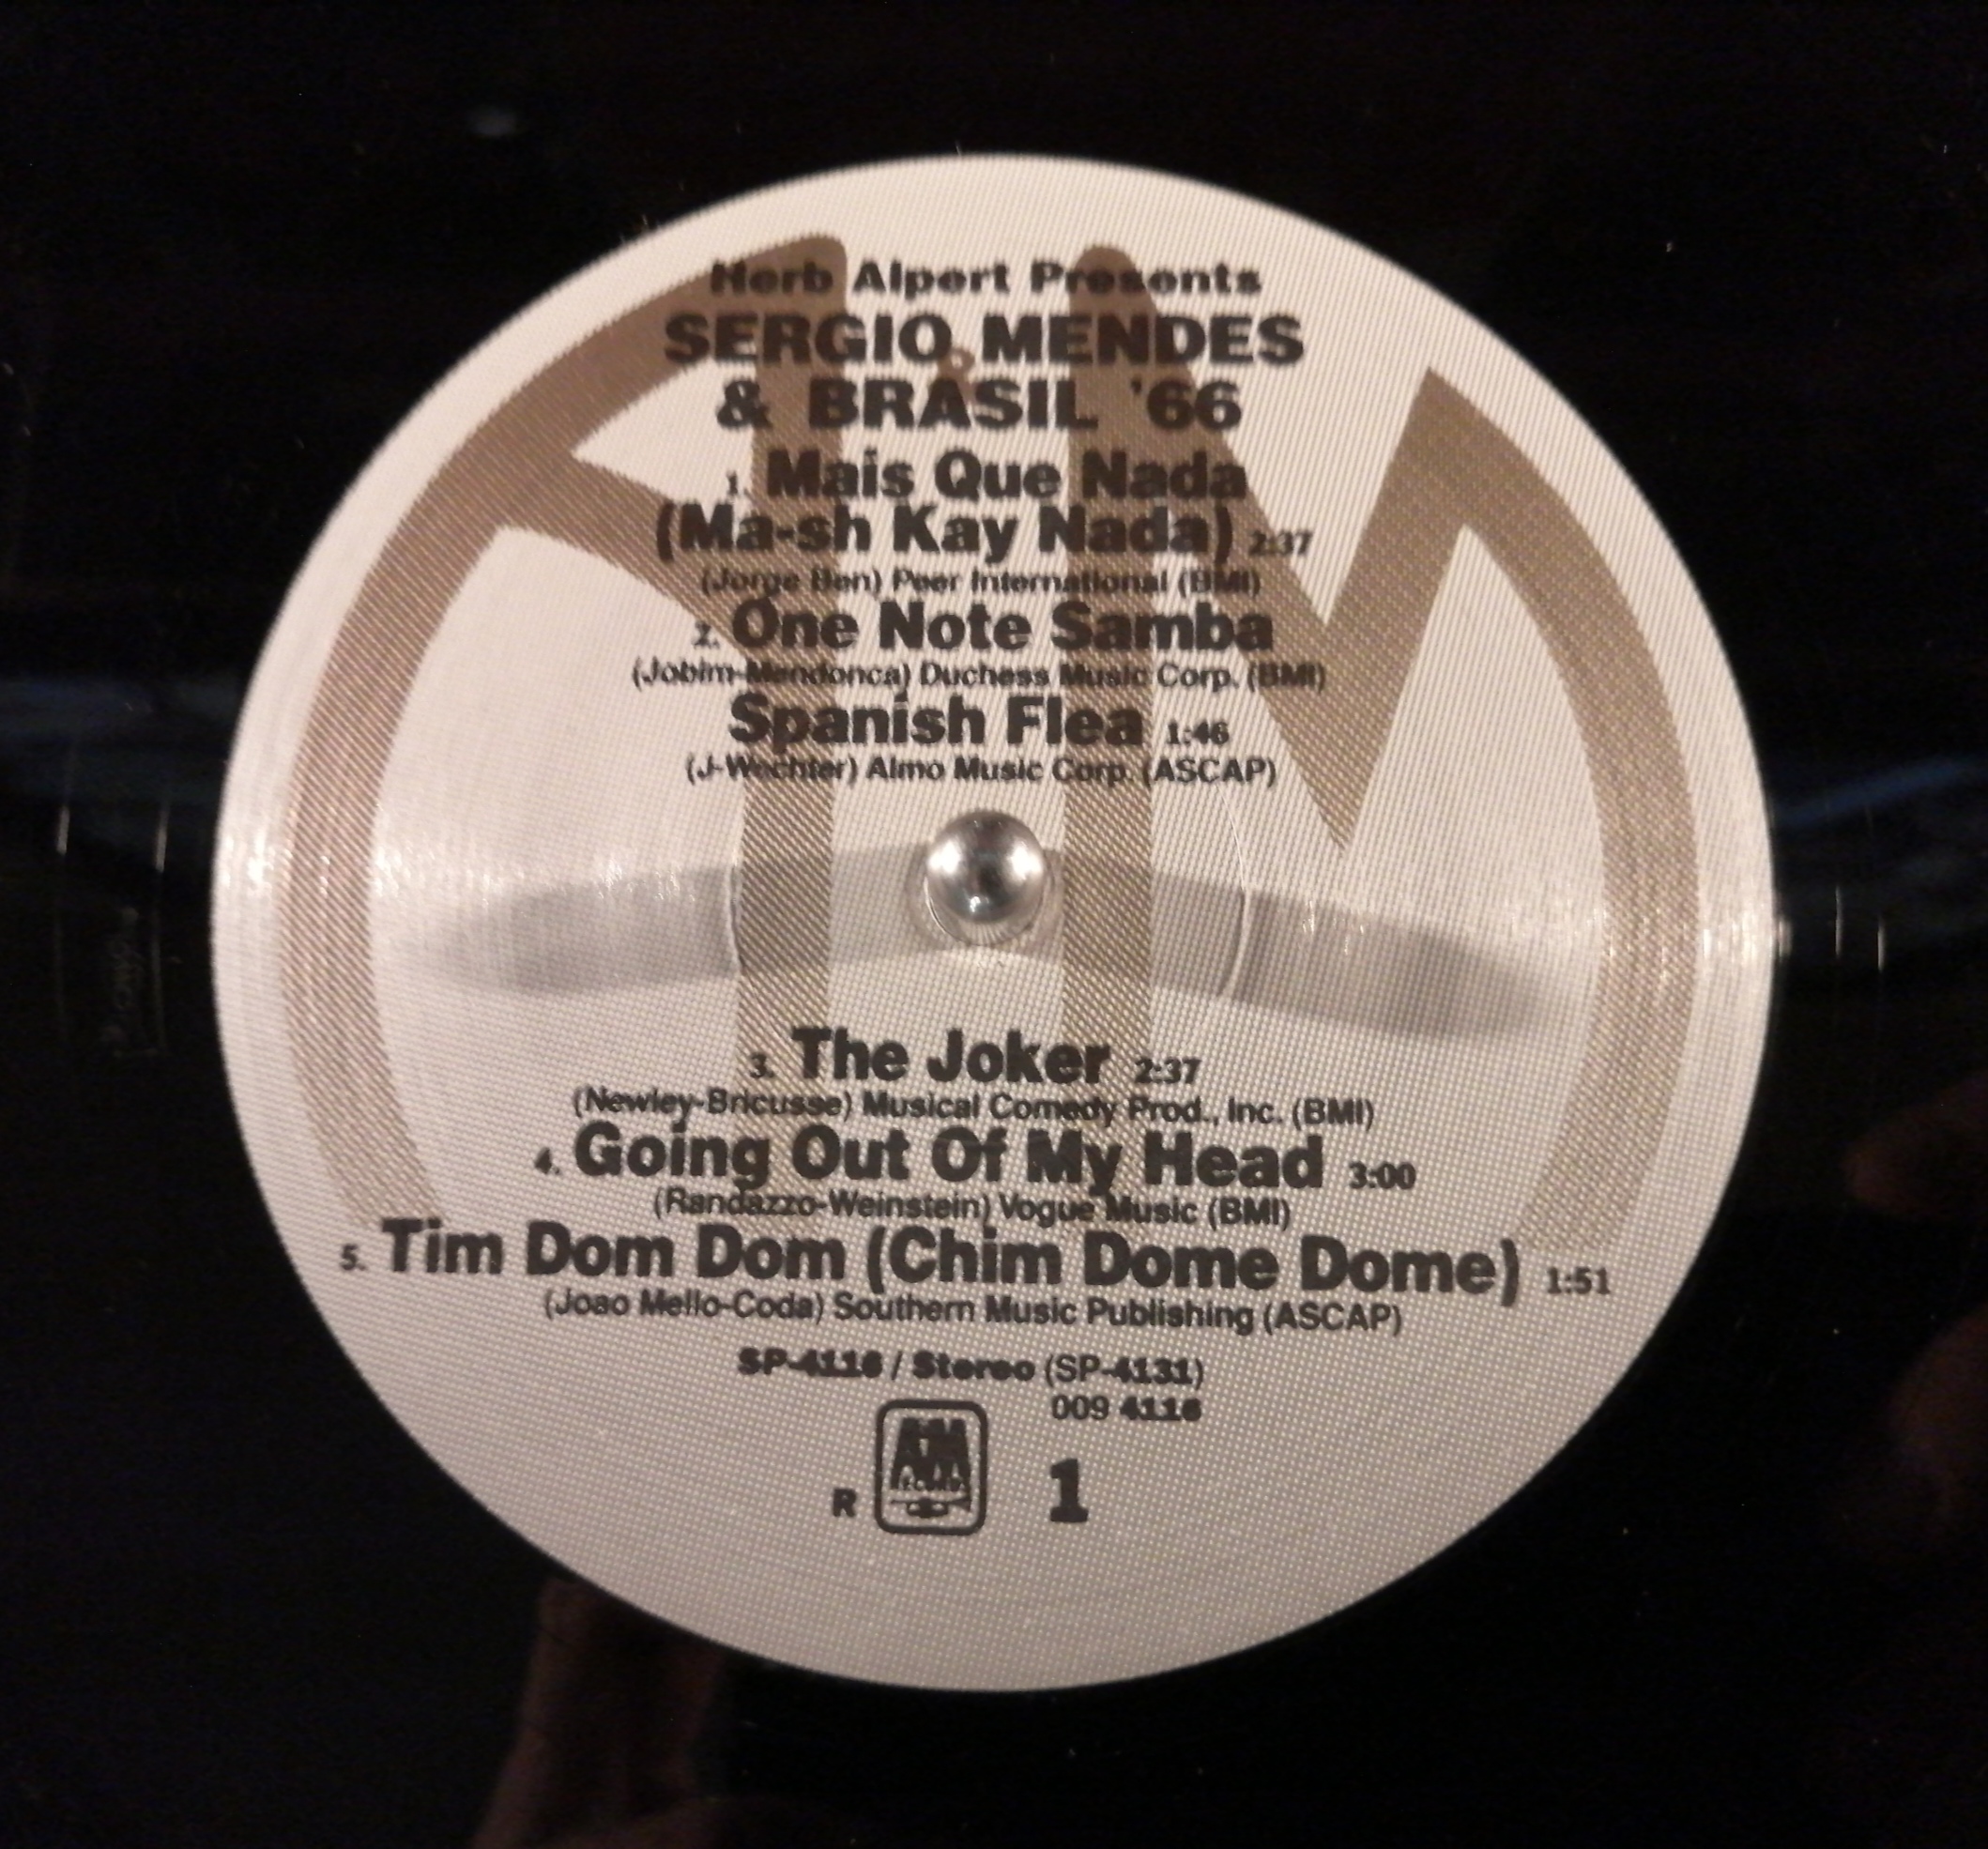 Herb Alpert Presents
SERGIO MENDES
& BRASIL '66
1. Mais Que Nada
(Ma-sh Kay Nada) 2:37
(Jorge Ben) Peer International (BMI)
2. One Note Samba
(Jobim-Mendonca) Duchess Music Corp. (BMI)
Spanish Flea 1:46
(J-Wechter) Almo Music Corp. (ASCAP)
3. The Joker 2:37
(Newley-Bricusse) Musical Comedy Prod., Inc. (BMI)
4. Going Out Of My Head 3:00
(Randazzo-Weinstein) Vogue Music (BMI)
5. Tim Dom Dom (Chim Dome Dome) 1:51
(Joao Mello-Coda) Southern Music Publishing (ASCAP)
SP-4116 / Stereo (SP-4131)
009 4116
R A&M RECORDS 1